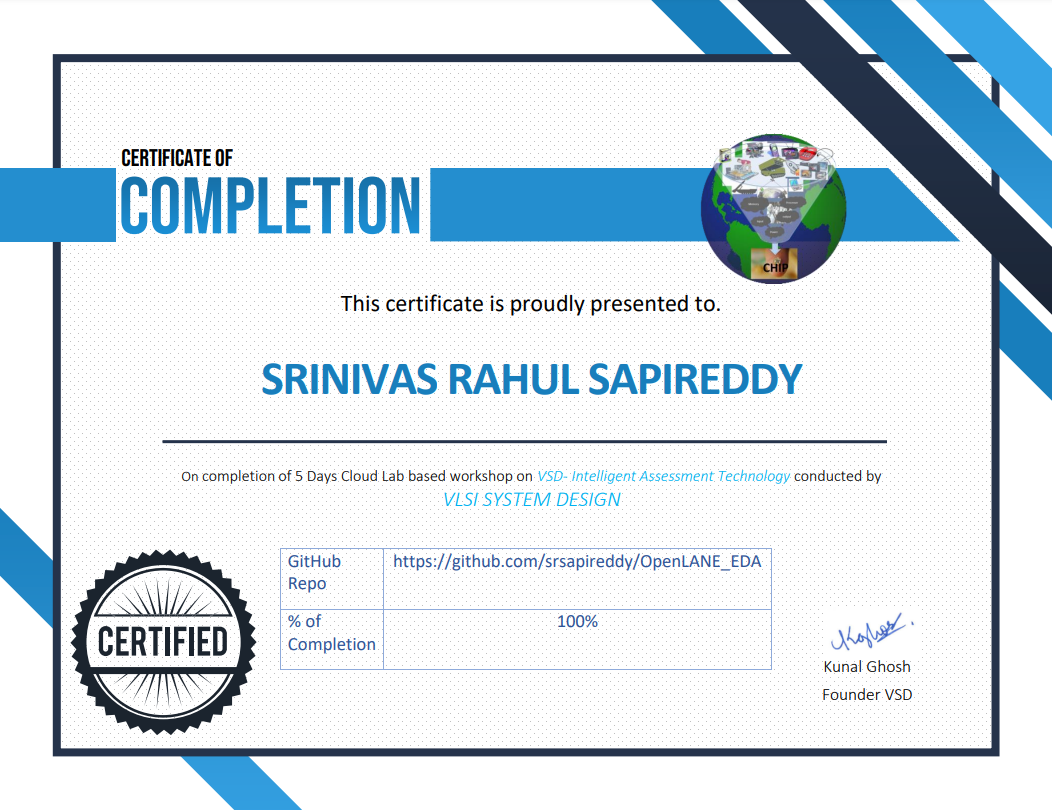 CERTIFICATE OF
COMPLETION
CHIP
This certificate is proudly presented to.
SRINIVAS RAHUL SAPIREDDY
On completion of 5 Days Cloud Lab based workshop on VSD- Intelligent Assessment Technology conducted by
VLSI SYSTEM DESIGN
GitHub
Repo
https://github.com/srsapireddy/OpenLANE_EDA
% of
Completion
100%
CERTIFIED
Kunal Ghosh
Founder VSD